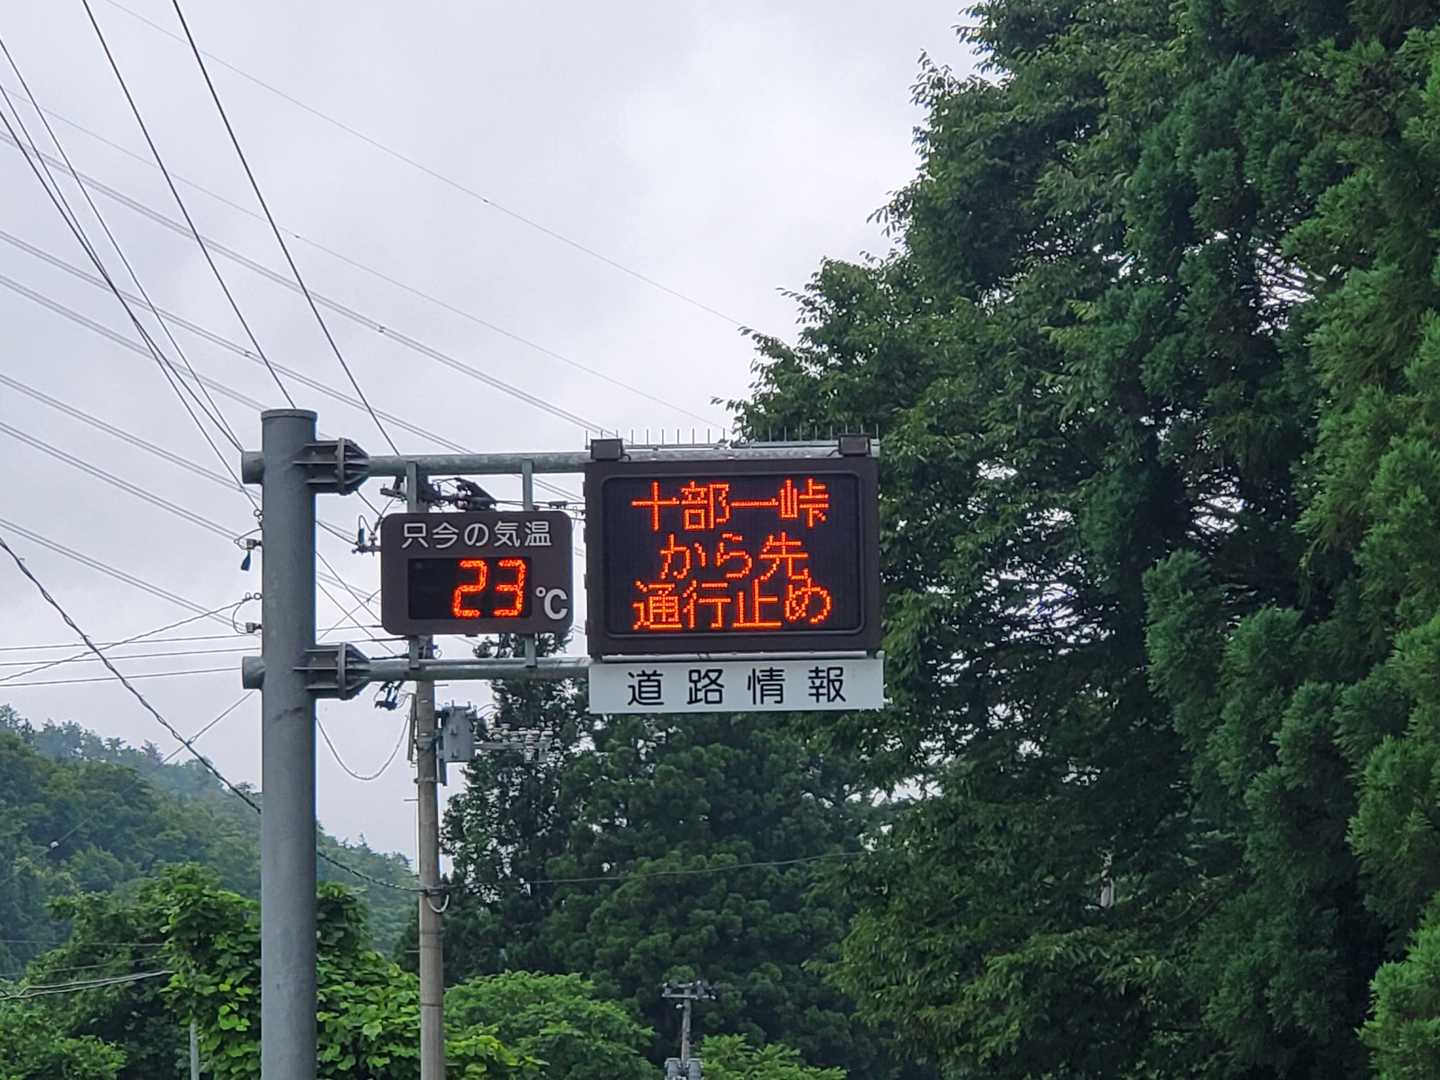 只今の気温
23℃
十部一峠
から先
通行止め
道路情報